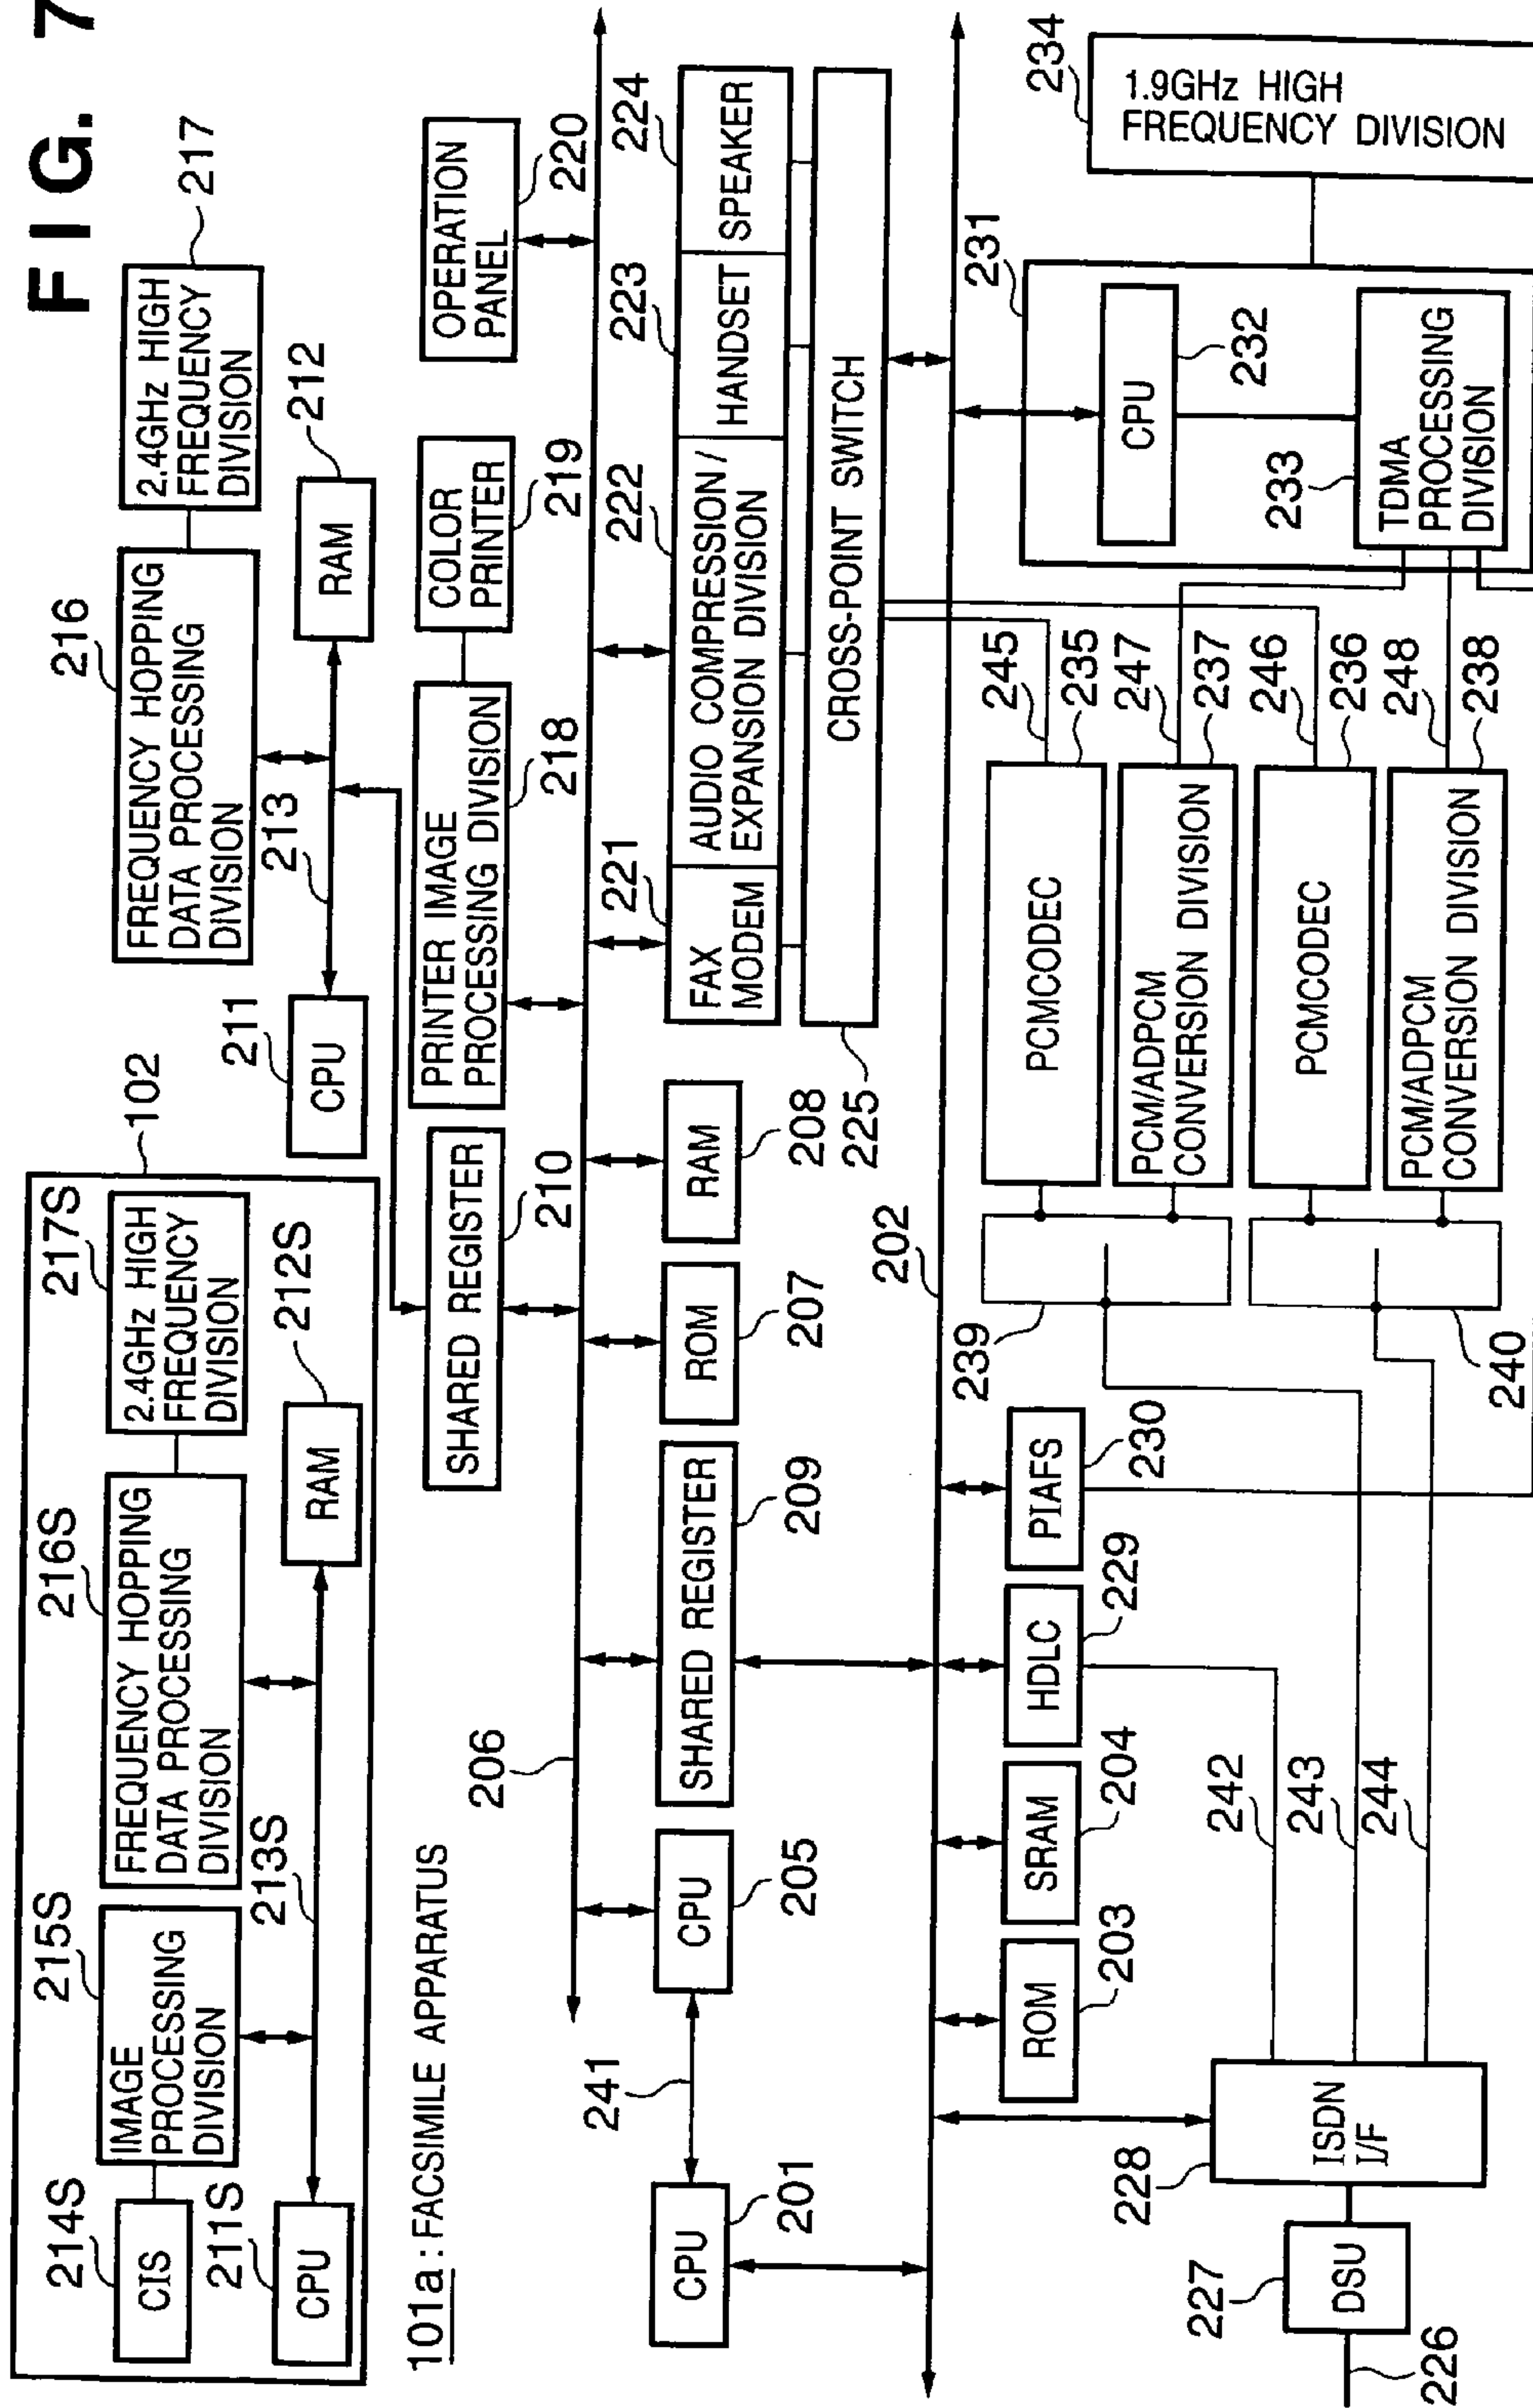 FIG. 7
102
214S
CIS
215S
IMAGE
PROCESSING
DIVISION
216S
FREQUENCY HOPPING
DATA PROCESSING
DIVISION
217S
2.4GHz HIGH
FREQUENCY
DIVISION
211S
CPU
213S
RAM
212S
211
CPU
213
216
FREQUENCY HOPPING
DATA PROCESSING
DIVISION
2.4GHz HIGH
FREQUENCY
DIVISION
217
RAM
212
101a : FACSIMILE APPARATUS
SHARED REGISTER
210
PRINTER IMAGE
PROCESSING DIVISION
218
COLOR
PRINTER
219
OPERATION
PANEL
220
206
CPU
201
241
CPU
205
SHARED REGISTER
209
ROM
207
RAM
208
221
FAX
MODEM
222
AUDIO COMPRESSION /
EXPANSION DIVISION
223
HANDSET
224
SPEAKER
225
CROSS-POINT SWITCH
202
ROM
203
SRAM
204
HDLC
229
PIAFS
230
226
227
DSU
228
ISDN
I/F
242
243
244
239
240
PCMCODEC
245
235
PCM/ADPCM
CONVERSION DIVISION
247
237
PCMCODEC
246
236
PCM/ADPCM
CONVERSION DIVISION
248
238
231
CPU
232
233
TDMA
PROCESSING
DIVISION
234
1.9GHz HIGH
FREQUENCY DIVISION